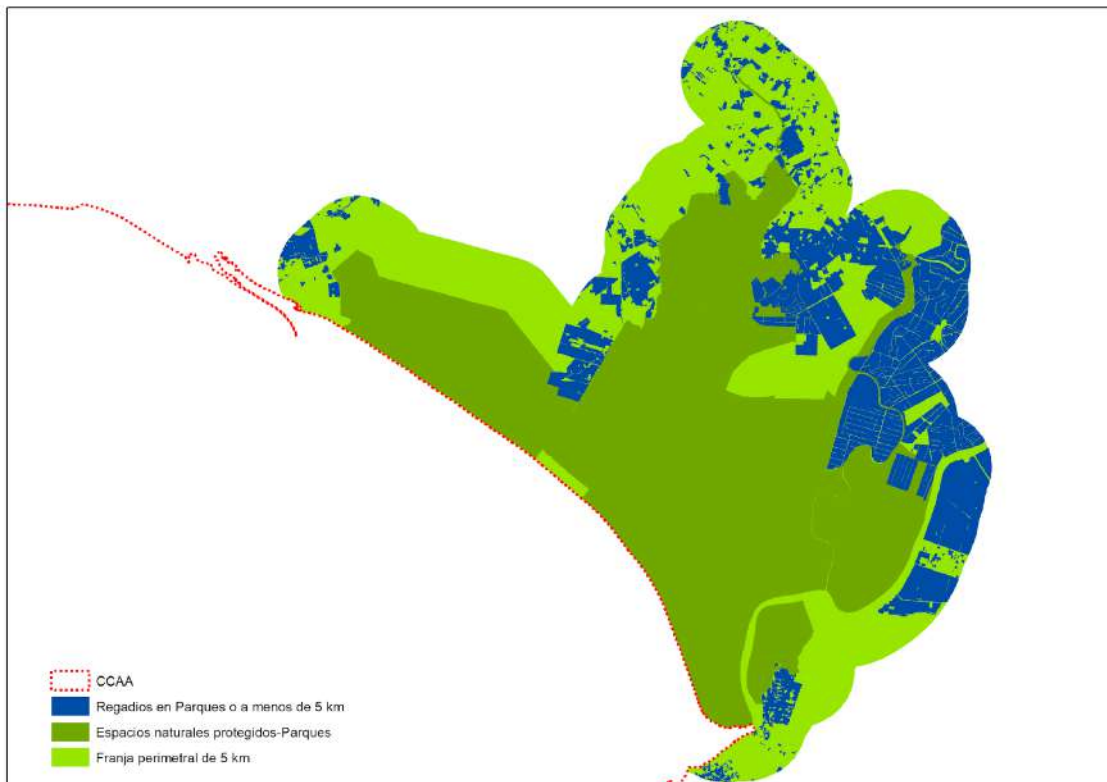 CCAA
Regadios en Parques o a menos de 5 km
Espacios naturales protegidos-Parques
Franja perimetral de 5 km